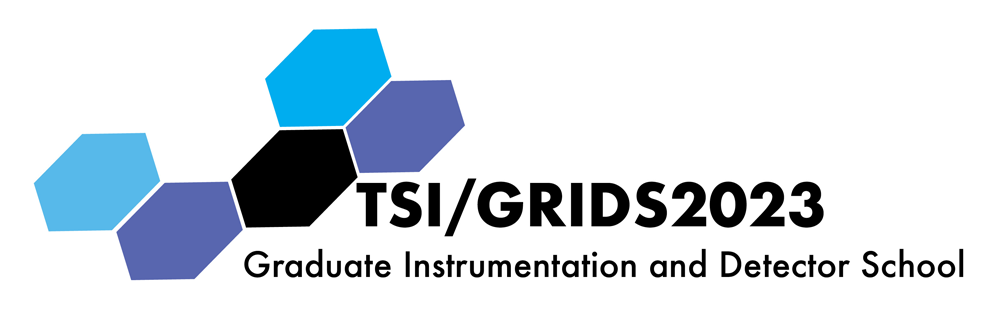 TSI/GRIDS2023
Graduate Instrumentation and Detector School